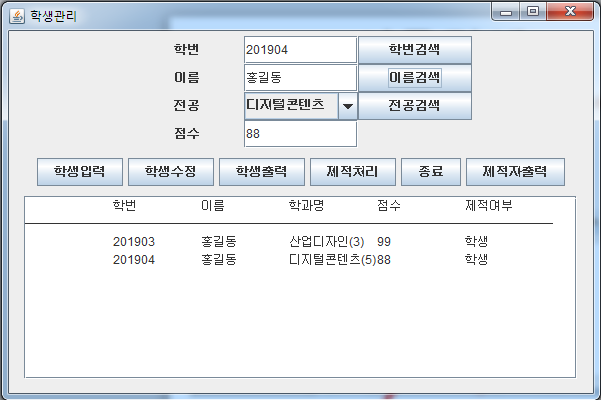 학생관리
학번 201904 학번검색
이름 홍길동 이름검색
전공 디지털콘텐츠 전공검색
점수 88
학생입력 학생수정 학생출력 제적처리 종료 제적자출력
학번 이름 학과명 점수 제적여부
201903 홍길동 산업디자인(3) 99 학생
201904 홍길동 디지털콘텐츠(5)88 학생